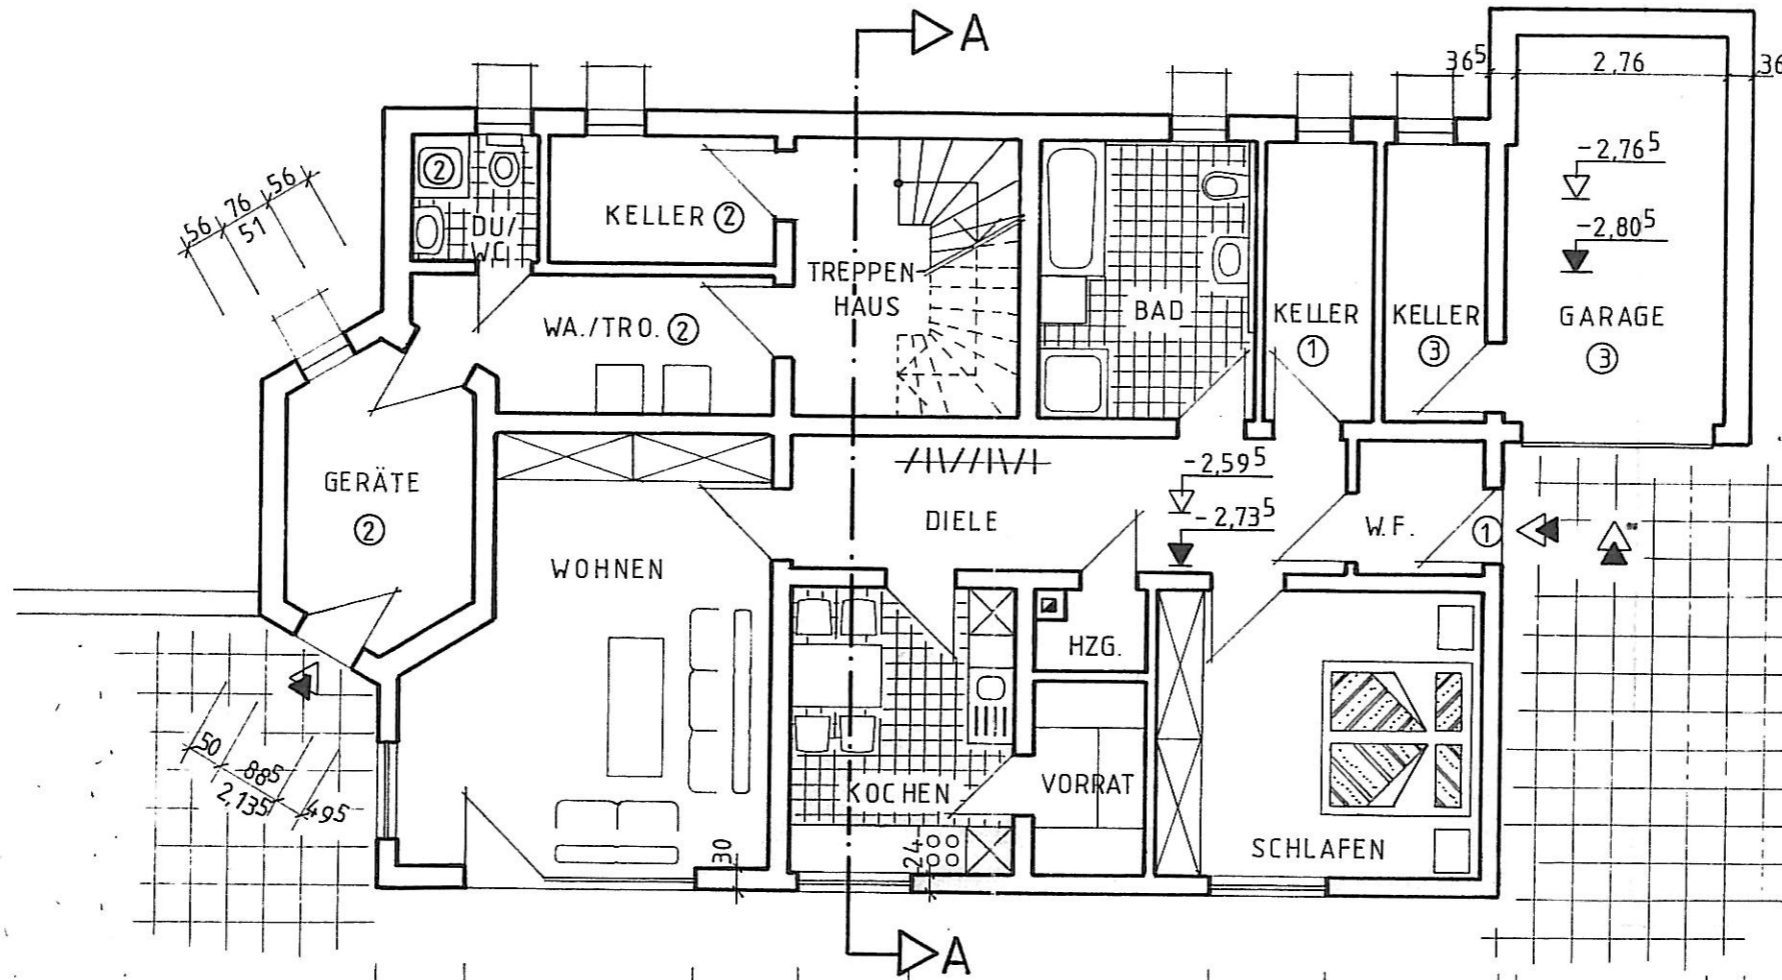 A
36⁵ 2,76 36
-2,76⁵
-2,80⁵
GARAGE
③
56 76 56
51
②
DU/
WC
KELLER ②
TREPPEN
HAUS
BAD
KELLER
①
KELLER
③
WA./TRO. ②
GERÄTE
②
WOHNEN
DIELE
-2,59⁵
-2,73⁵
W.F.
①
HZG.
KOCHEN
VORRAT
SCHLAFEN
50
88⁵
2,13⁵
49⁵
30
24
A